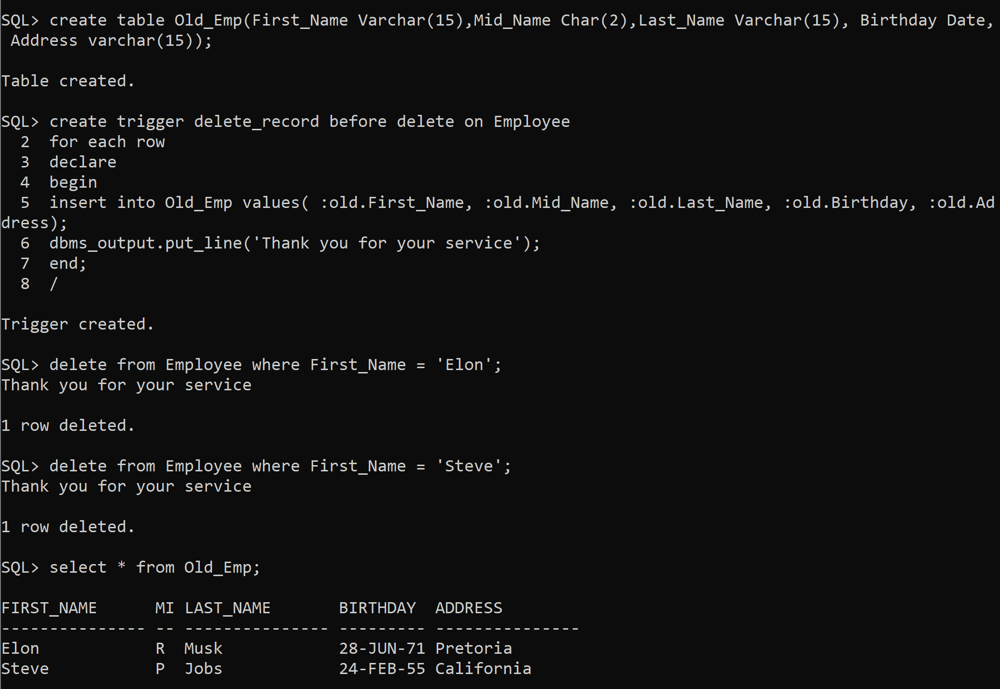 SQL> create table Old_Emp(First_Name Varchar(15),Mid_Name Char(2),Last_Name Varchar(15), Birthday Date,
 Address varchar(15));
Table created.
SQL> create trigger delete_record before delete on Employee
  2  for each row
  3  declare
  4  begin
  5  insert into Old_Emp values( :old.First_Name, :old.Mid_Name, :old.Last_Name, :old.Birthday, :old.Ad
dress);
  6  dbms_output.put_line('Thank you for your service');
  7  end;
  8  /
Trigger created.
SQL> delete from Employee where First_Name = 'Elon';
Thank you for your service
1 row deleted.
SQL> delete from Employee where First_Name = 'Steve';
Thank you for your service
1 row deleted.
SQL> select * from Old_Emp;
FIRST_NAME      MI LAST_NAME       BIRTHDAY  ADDRESS
--------------- -- --------------- --------- ---------------
Elon            R  Musk            28-JUN-71 Pretoria
Steve           P  Jobs            24-FEB-55 California